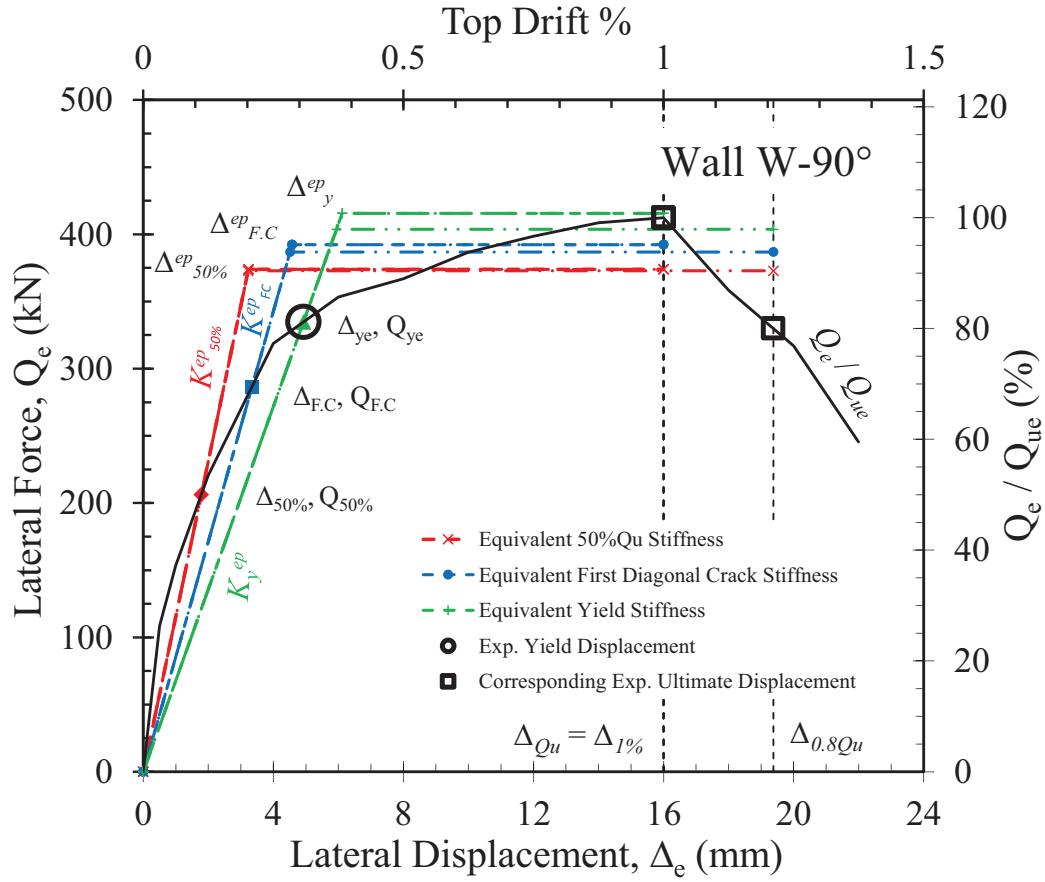 Top Drift %
0 0.5 1 1.5
500 120
Wall W-90°
Δ^ep_y
100
400
Δ^ep_F.C
Δ^ep_50%
K^ep_FC
K^ep_50%
Δ_ye, Q_ye
80
Q_e / Q_ue
300
Δ_F.C, Q_F.C
60
200
Δ_50%, Q_50%
Equivalent 50%Qu Stiffness
40
Equivalent First Diagonal Crack Stiffness
K_y^ep
Equivalent Yield Stiffness
100
Exp. Yield Displacement
20
Corresponding Exp. Ultimate Displacement
Δ_Qu = Δ_1%
Δ_0.8Qu
0 0
0 4 8 12 16 20 24
Lateral Displacement, Δ_e (mm)
Lateral Force, Q_e (kN)
Q_e / Q_ue (%)